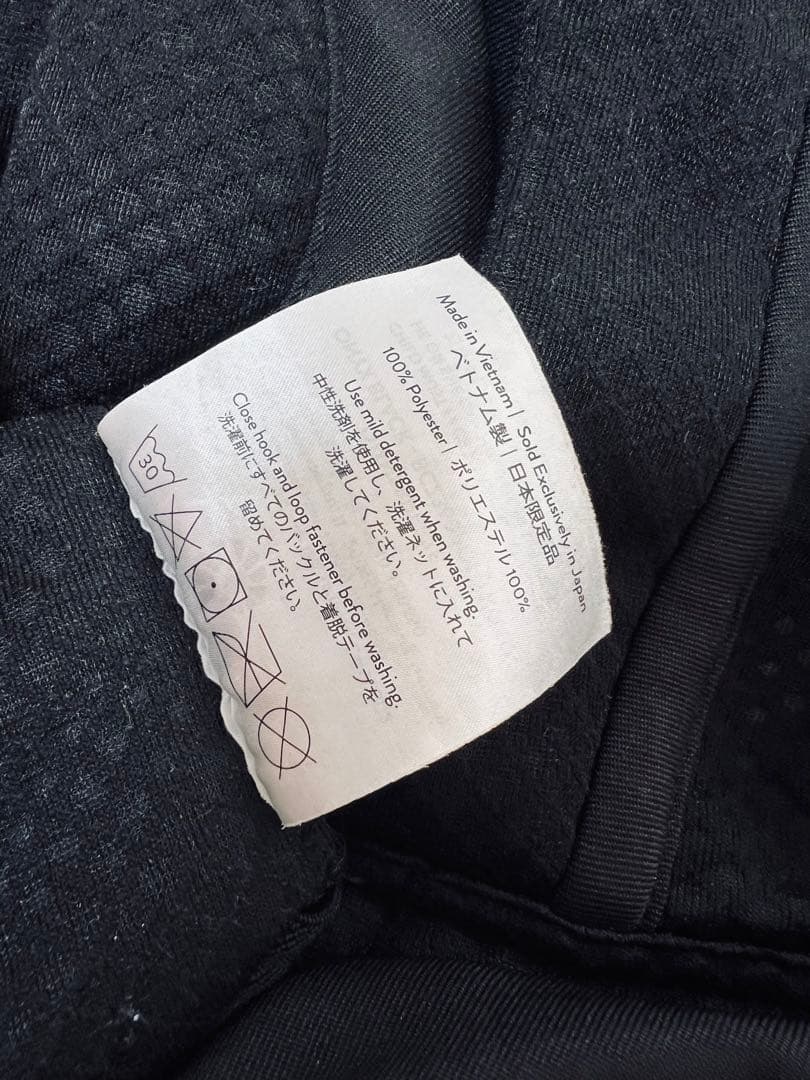 Made in Vietnam | Sold Exclusively in Japan
ベトナム製 | 日本限定品
100% Polyester | ポリエステル100%
Use mild detergent when washing.
中性洗剤を使用し、洗濯ネットに入れて
洗濯してください。
Close hook and loop fastener before washing.
洗濯前にすべてのバックルと着脱テープを
留めてください。
30